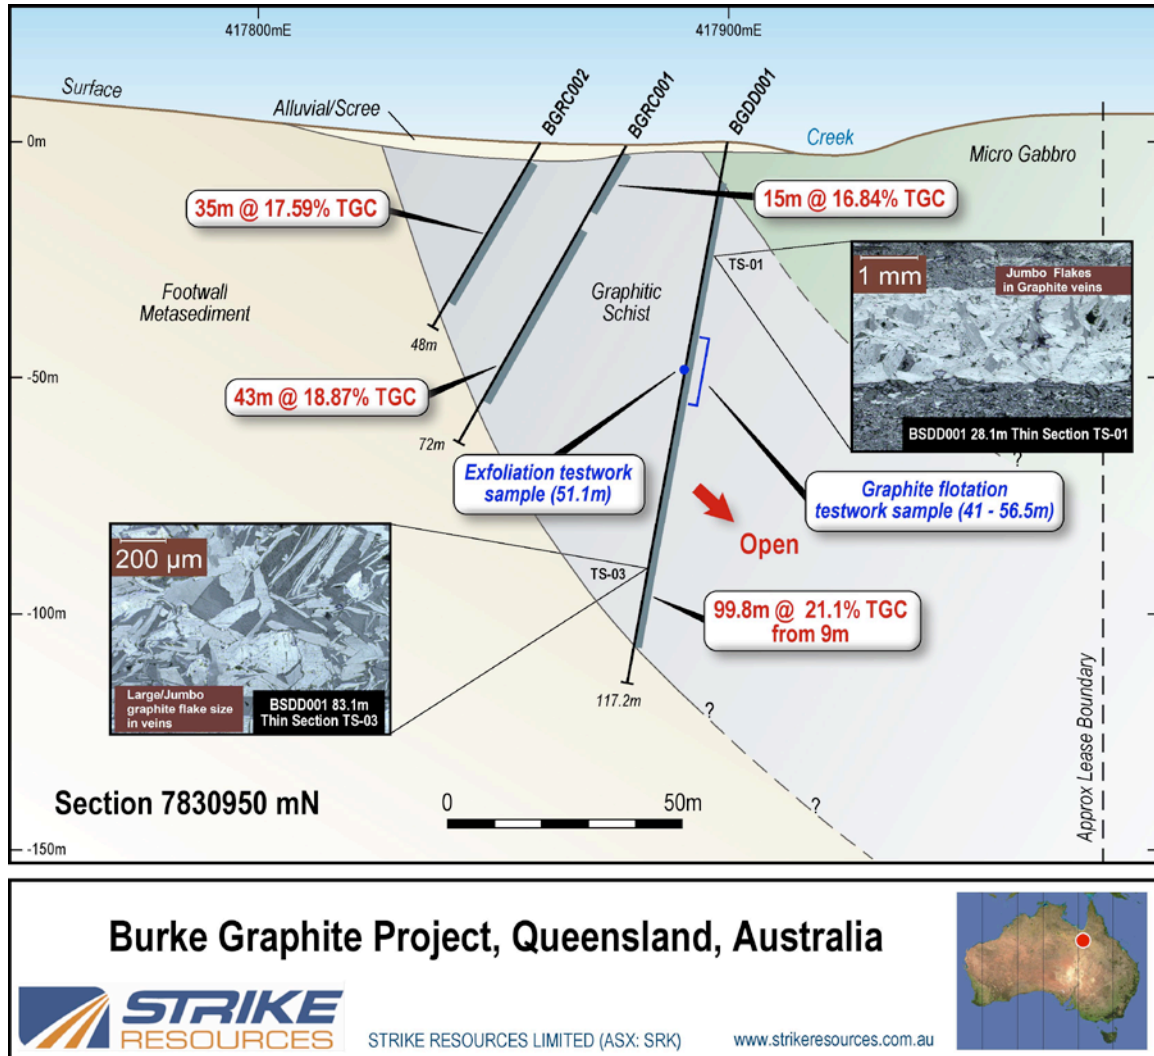 417800mE
417900mE
Surface
Alluvial/Scree
BGRC002
BGRC001
BGDD001
Creek
Micro Gabbro
0m
35m @ 17.59% TGC
15m @ 16.84% TGC
TS-01
1 mm
Jumbo Flakes
in Graphite veins
BSDD001 28.1m Thin Section TS-01
Footwall
Metasediment
Graphitic
Schist
48m
-50m
43m @ 18.87% TGC
72m
?
Exfoliation testwork
sample (51.1m)
Graphite flotation
testwork sample (41 - 56.5m)
Open
200 µm
Large/Jumbo
graphite flake size
in veins
BSDD001 83.1m
Thin Section TS-03
TS-03
-100m
99.8m @ 21.1% TGC
from 9m
117.2m
?
?
Approx Lease Boundary
Section 7830950 mN
0
50m
-150m
Burke Graphite Project, Queensland, Australia
STRIKE
RESOURCES
STRIKE RESOURCES LIMITED (ASX: SRK)
www.strikeresources.com.au